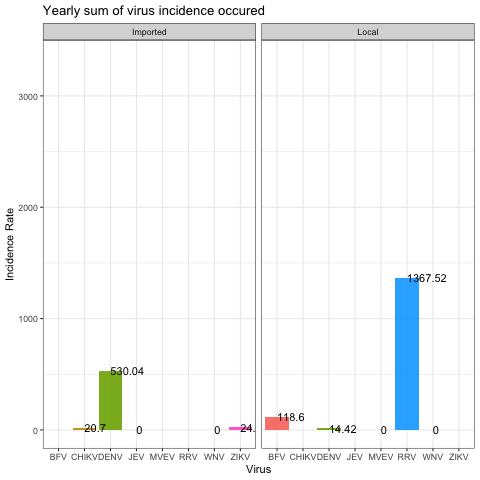 Yearly sum of virus incidence occured
Imported
Local
Incidence Rate
3000
2000
1000
0
20.7
530.04
0
0
24.
118.6
14.42
0
1367.52
0
BFV CHIKV DENV JEV MVEV RRV WNV ZIKV
BFV CHIKV DENV JEV MVEV RRV WNV ZIKV
Virus